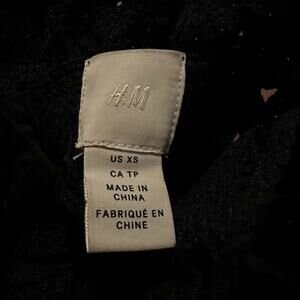 H&M
US XS
CA TP
MADE IN
CHINA
FABRIQUÉ EN
CHINE